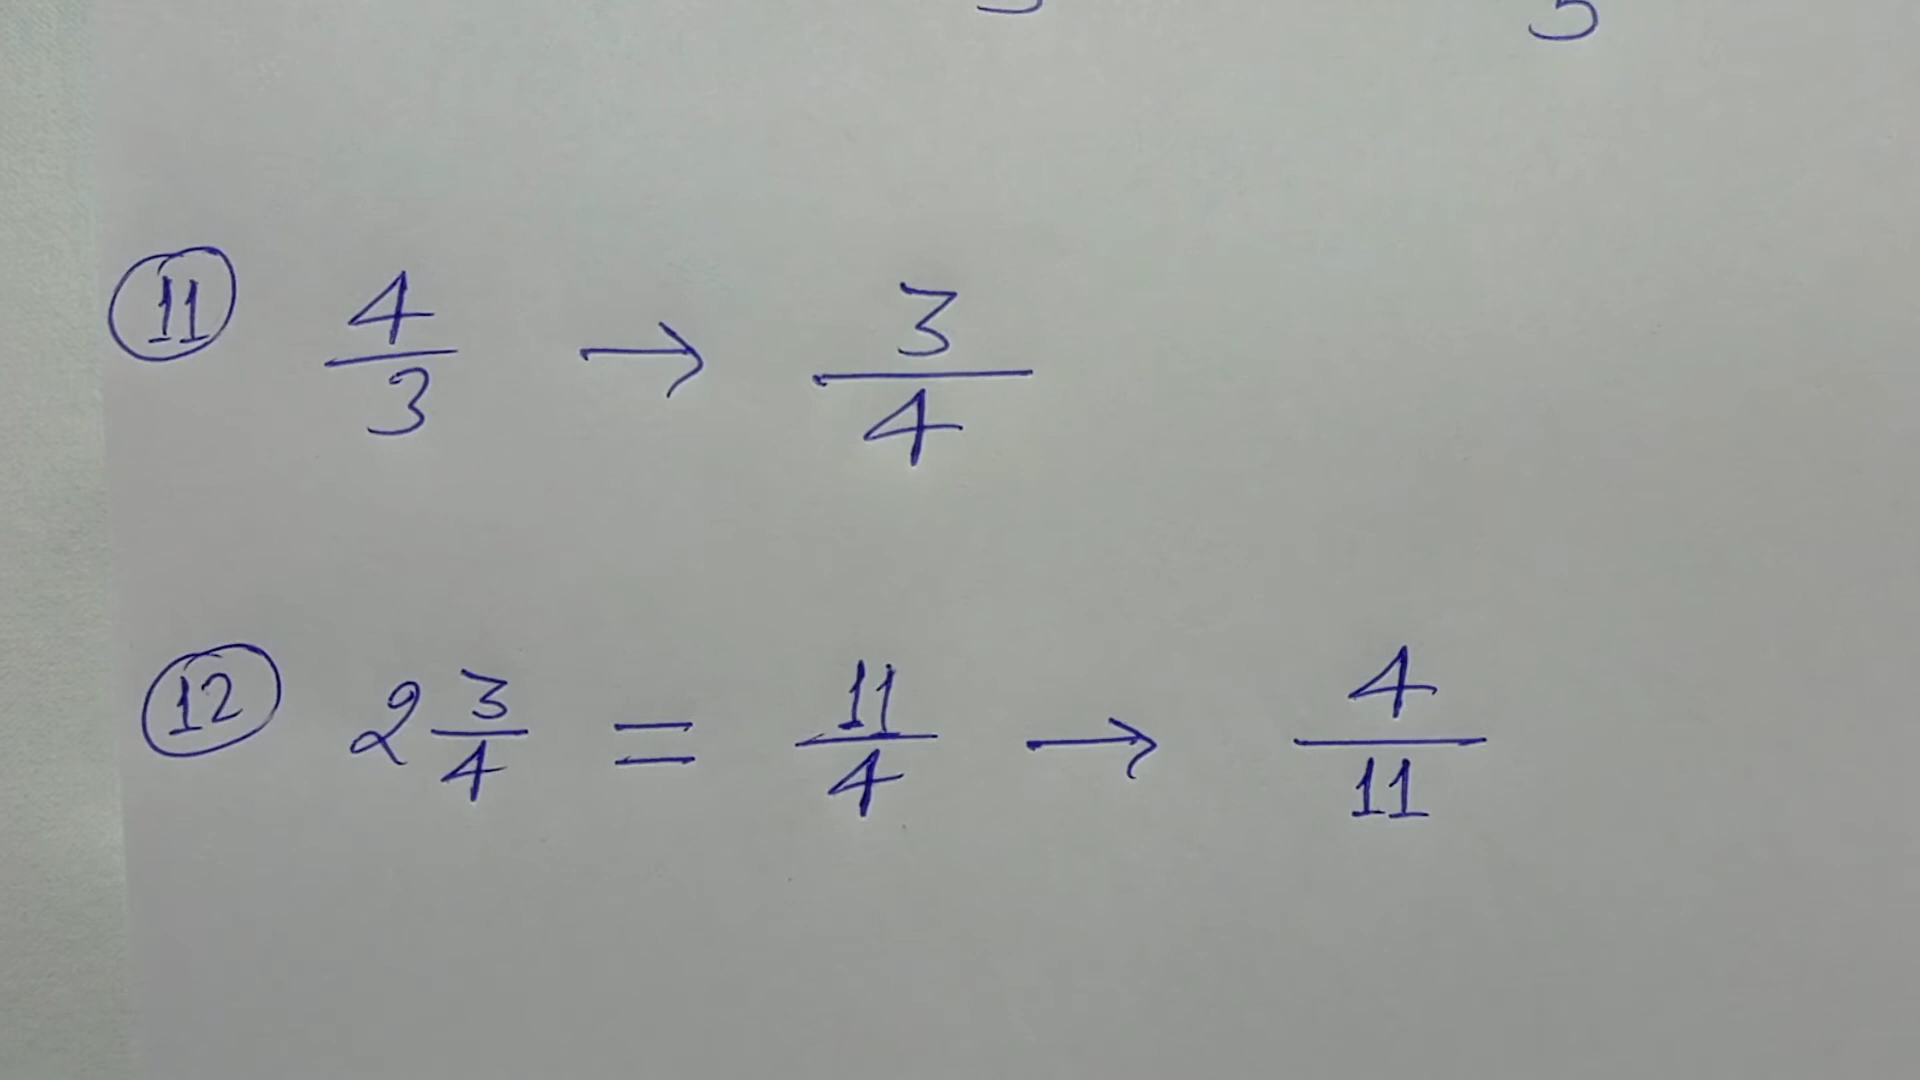 ⑪ 4/3 → 3/4
⑫ 2 3/4 = 11/4 → 4/11